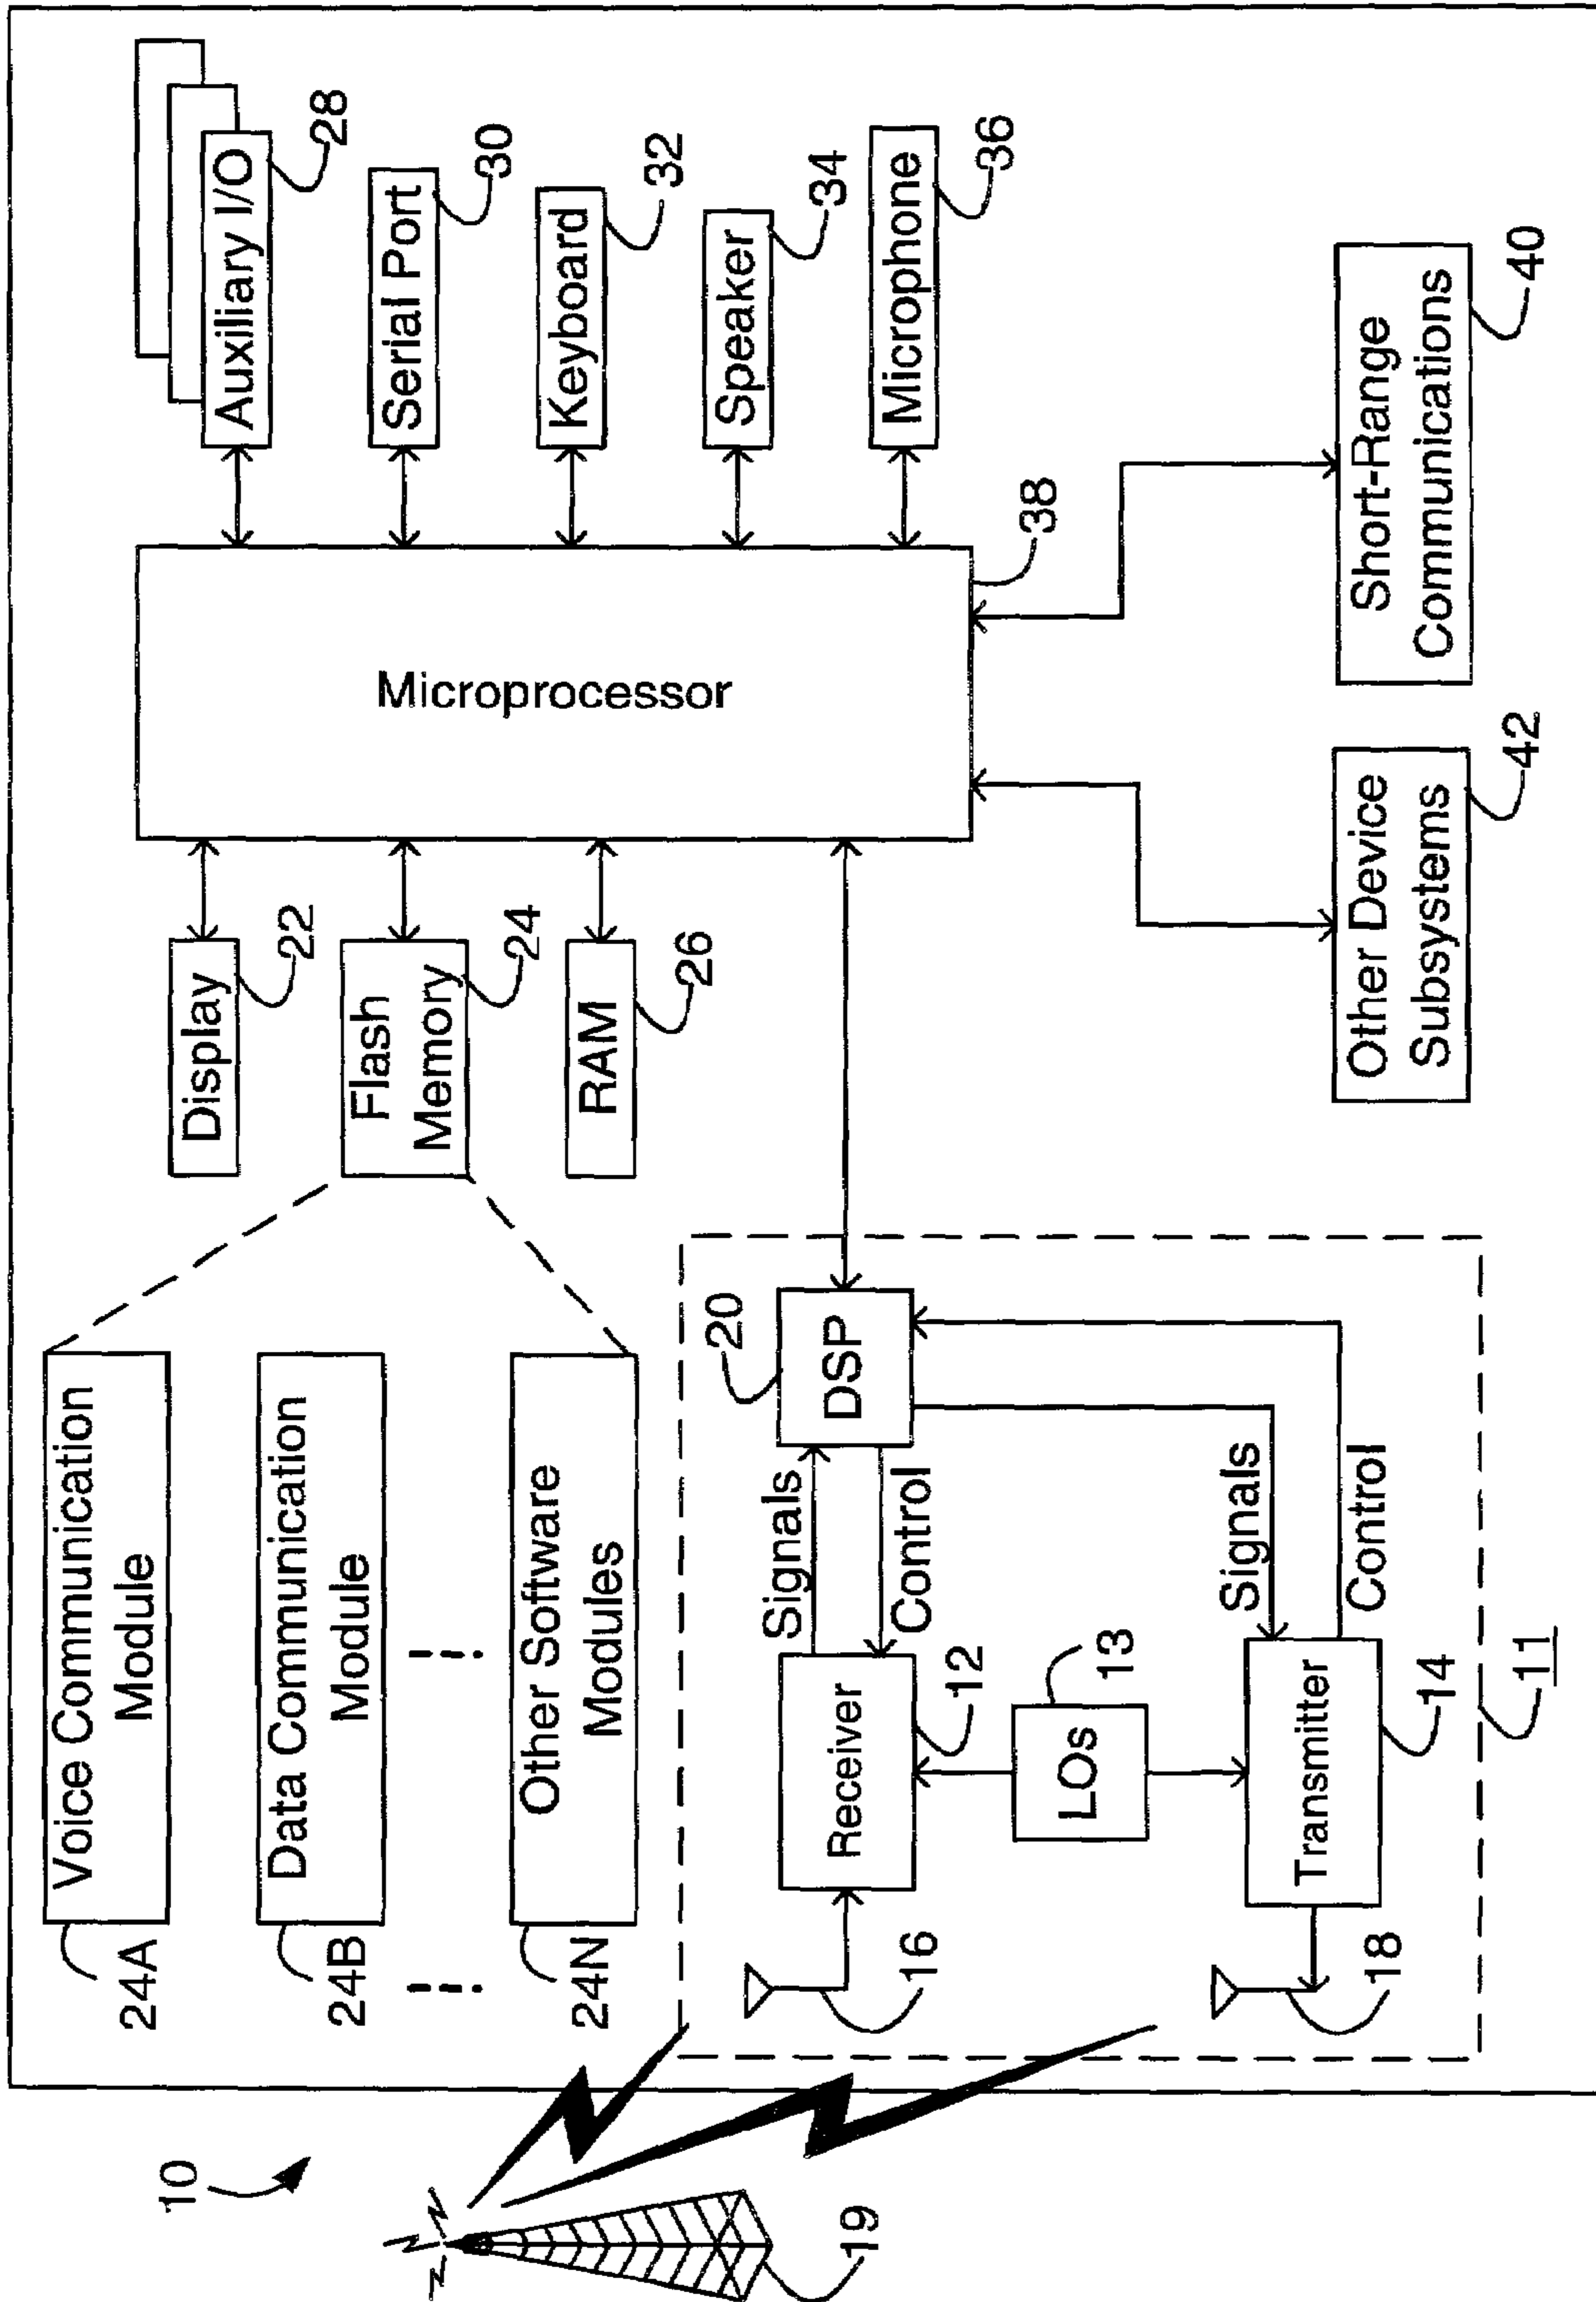 10
19
Voice Communication
Module
24A
Data Communication
Module
24B
Other Software
Modules
24N
Display
22
Flash
Memory
24
RAM
26
Microprocessor
38
Auxiliary I/O
28
Serial Port
30
Keyboard
32
Speaker
34
Microphone
36
Short-Range
Communications
40
Other Device
Subsystems
42
DSP
20
Signals
Control
Receiver
12
16
LOs
13
Signals
Control
Transmitter
14
18
11